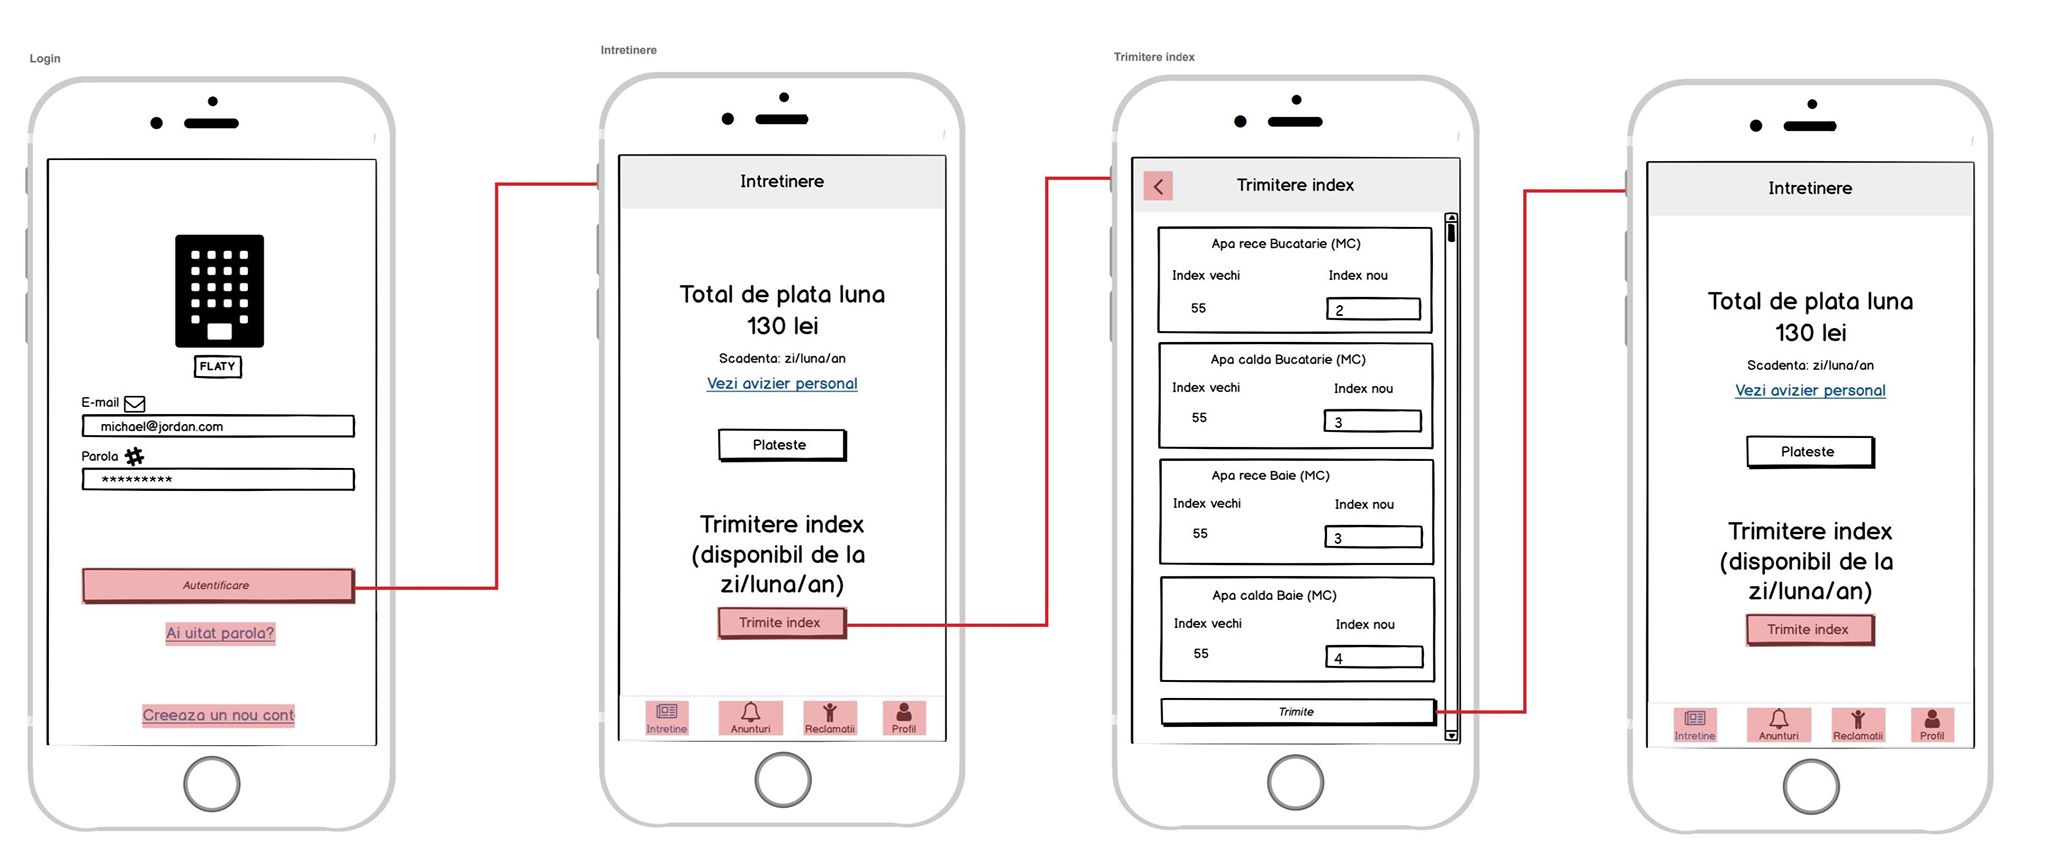 Login
FLATY
E-mail
michael@jordan.com
Parola
*********
Autentificare
Ai uitat parola?
Creeaza un nou cont
Intretinere
Intretinere
Total de plata luna
130 lei
Scadenta: zi/luna/an
Vezi avizier personal
Plateste
Trimitere index
(disponibil de la
zi/luna/an)
Trimite index
Intretine
Anunturi
Reclamatii
Profil
Trimitere index
Trimitere index
Apa rece Bucatarie (MC)
Index vechi
Index nou
55
2
Apa calda Bucatarie (MC)
Index vechi
Index nou
55
3
Apa rece Baie (MC)
Index vechi
Index nou
55
3
Apa calda Baie (MC)
Index vechi
Index nou
55
4
Trimite
Intretinere
Total de plata luna
130 lei
Scadenta: zi/luna/an
Vezi avizier personal
Plateste
Trimitere index
(disponibil de la
zi/luna/an)
Trimite index
Intretine
Anunturi
Reclamatii
Profil